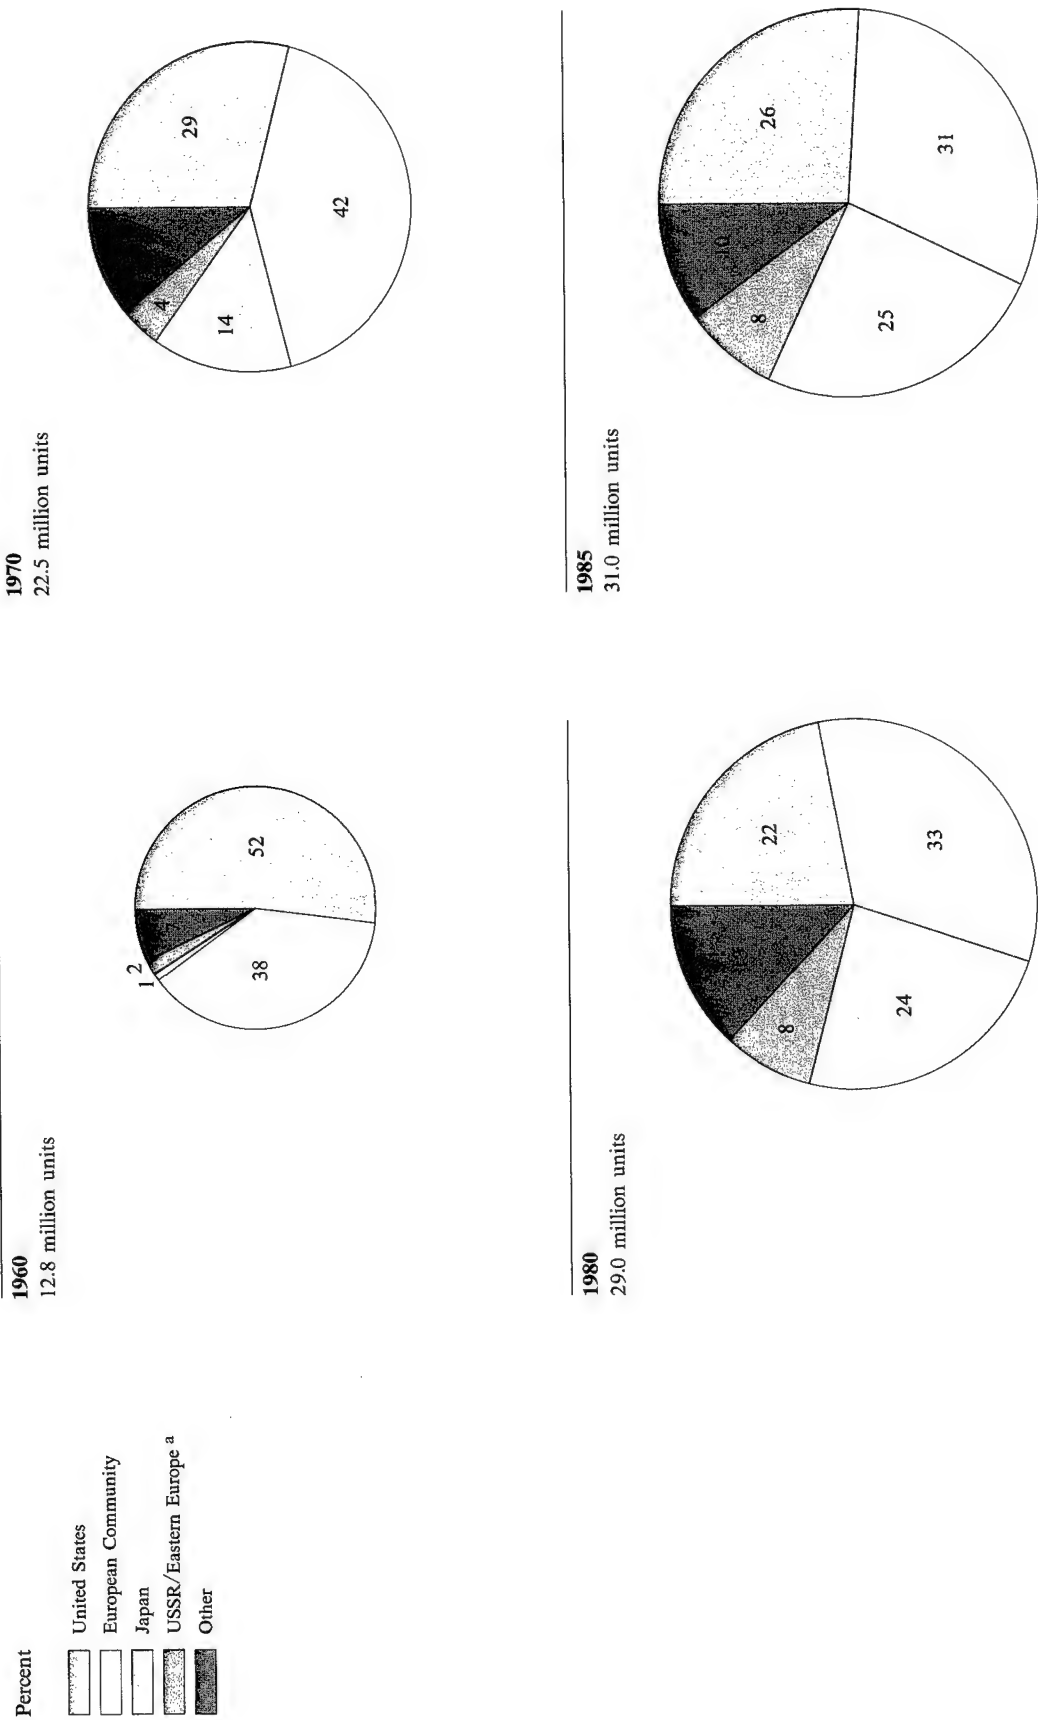 Percent
United States
European Community
Japan
USSR/Eastern Europe a
Other
1960
12.8 million units
1 2
52
38
1970
22.5 million units
29
42
14
4
1980
29.0 million units
22
33
24
8
1985
31.0 million units
26
31
25
8
10